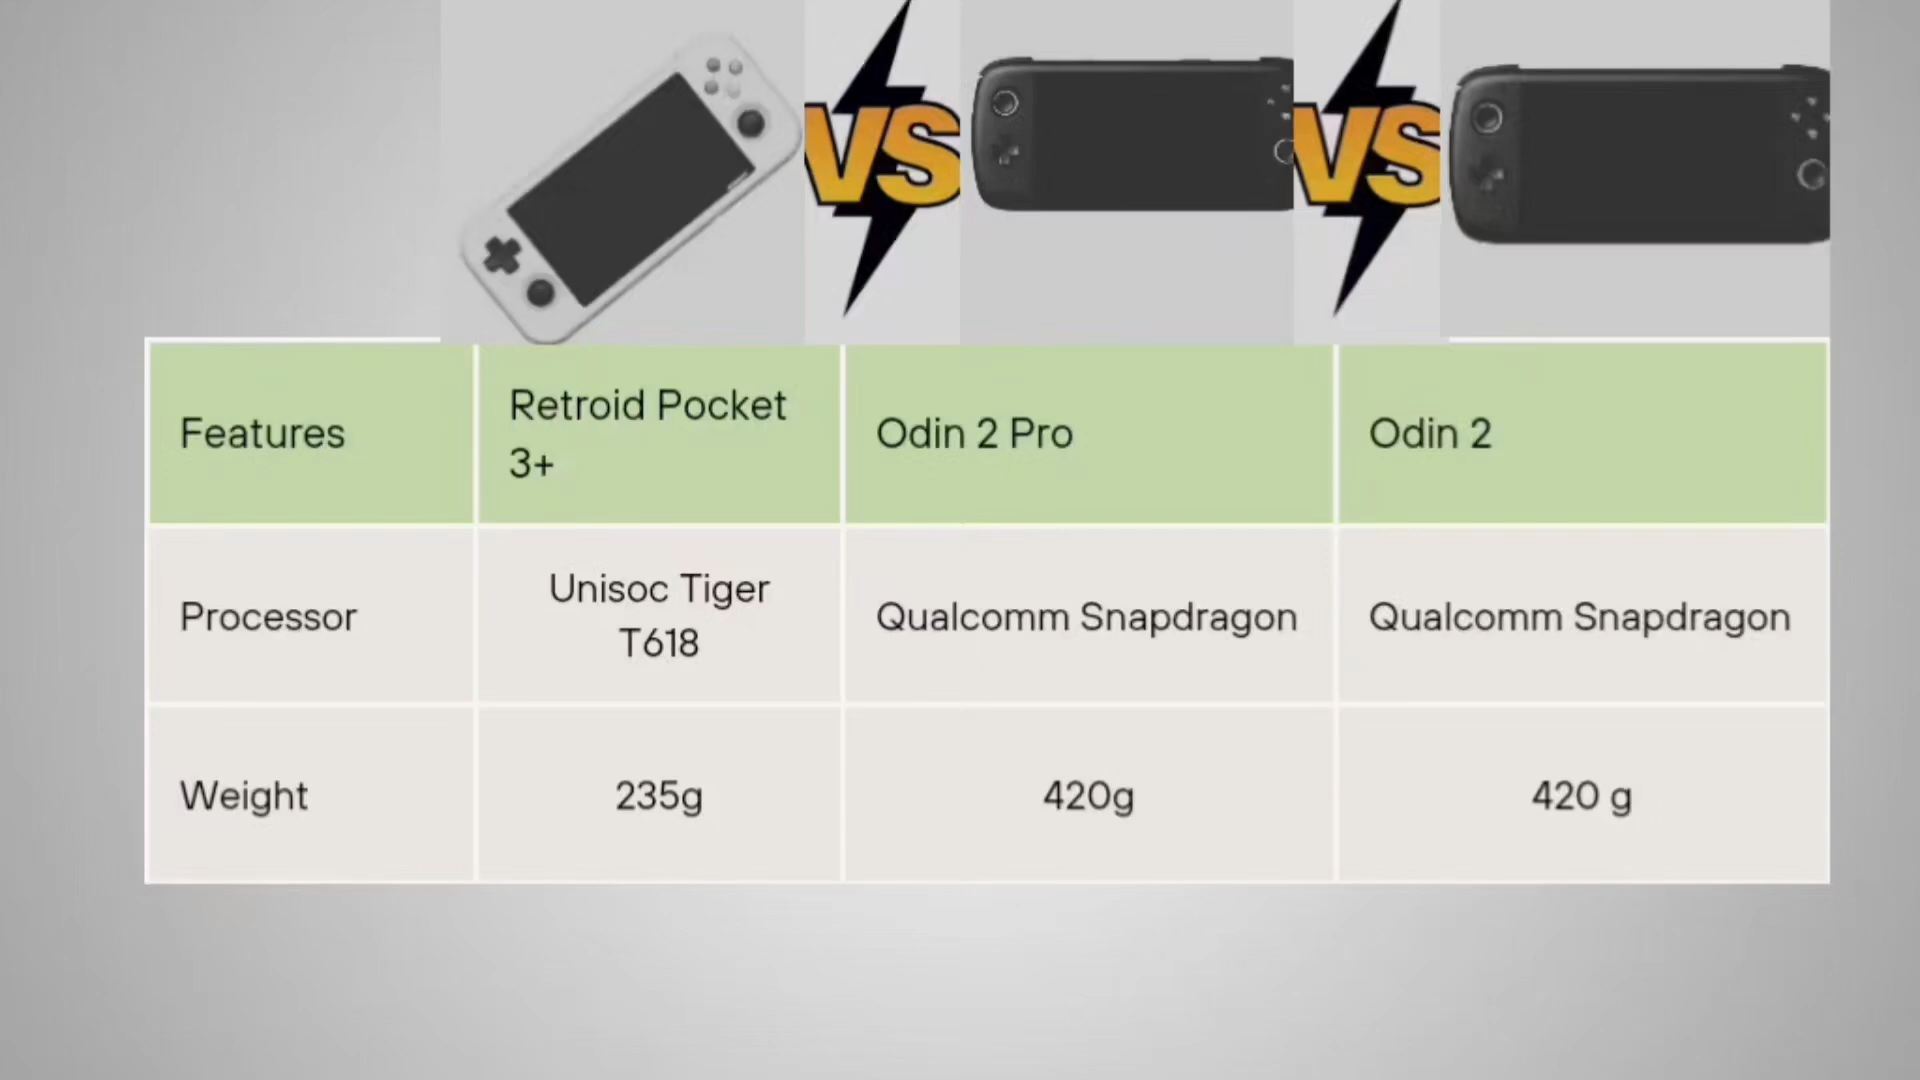 VS
VS
Features
Retroid Pocket
3+
Odin 2 Pro
Odin 2
Processor
Unisoc Tiger
T618
Qualcomm Snapdragon
Qualcomm Snapdragon
Weight
235g
420g
420 g